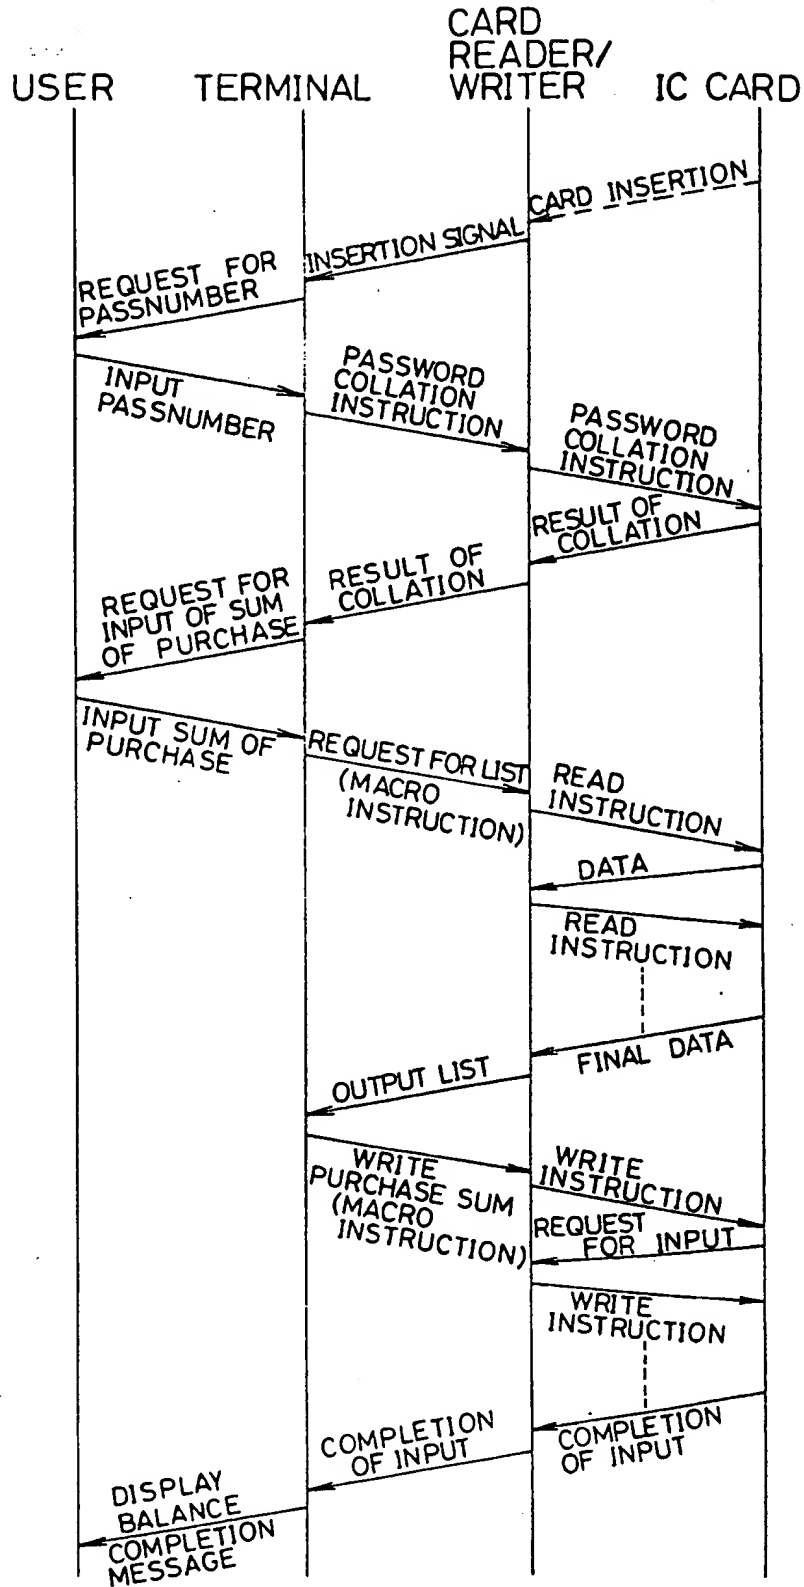 CARD
READER/
WRITER
USER
TERMINAL
IC CARD
CARD INSERTION
INSERTION SIGNAL
REQUEST FOR
PASSNUMBER
INPUT
PASSNUMBER
PASSWORD
COLLATION
INSTRUCTION
PASSWORD
COLLATION
INSTRUCTION
RESULT OF
COLLATION
RESULT OF
COLLATION
REQUEST FOR
INPUT OF SUM
OF PURCHASE
INPUT SUM OF
PURCHASE
REQUEST FOR LIST
(MACRO
INSTRUCTION)
READ
INSTRUCTION
DATA
READ
INSTRUCTION
FINAL DATA
OUTPUT LIST
WRITE
PURCHASE SUM
(MACRO
INSTRUCTION)
WRITE
INSTRUCTION
REQUEST
FOR INPUT
WRITE
INSTRUCTION
COMPLETION
OF INPUT
COMPLETION
OF INPUT
DISPLAY
BALANCE
COMPLETION
MESSAGE